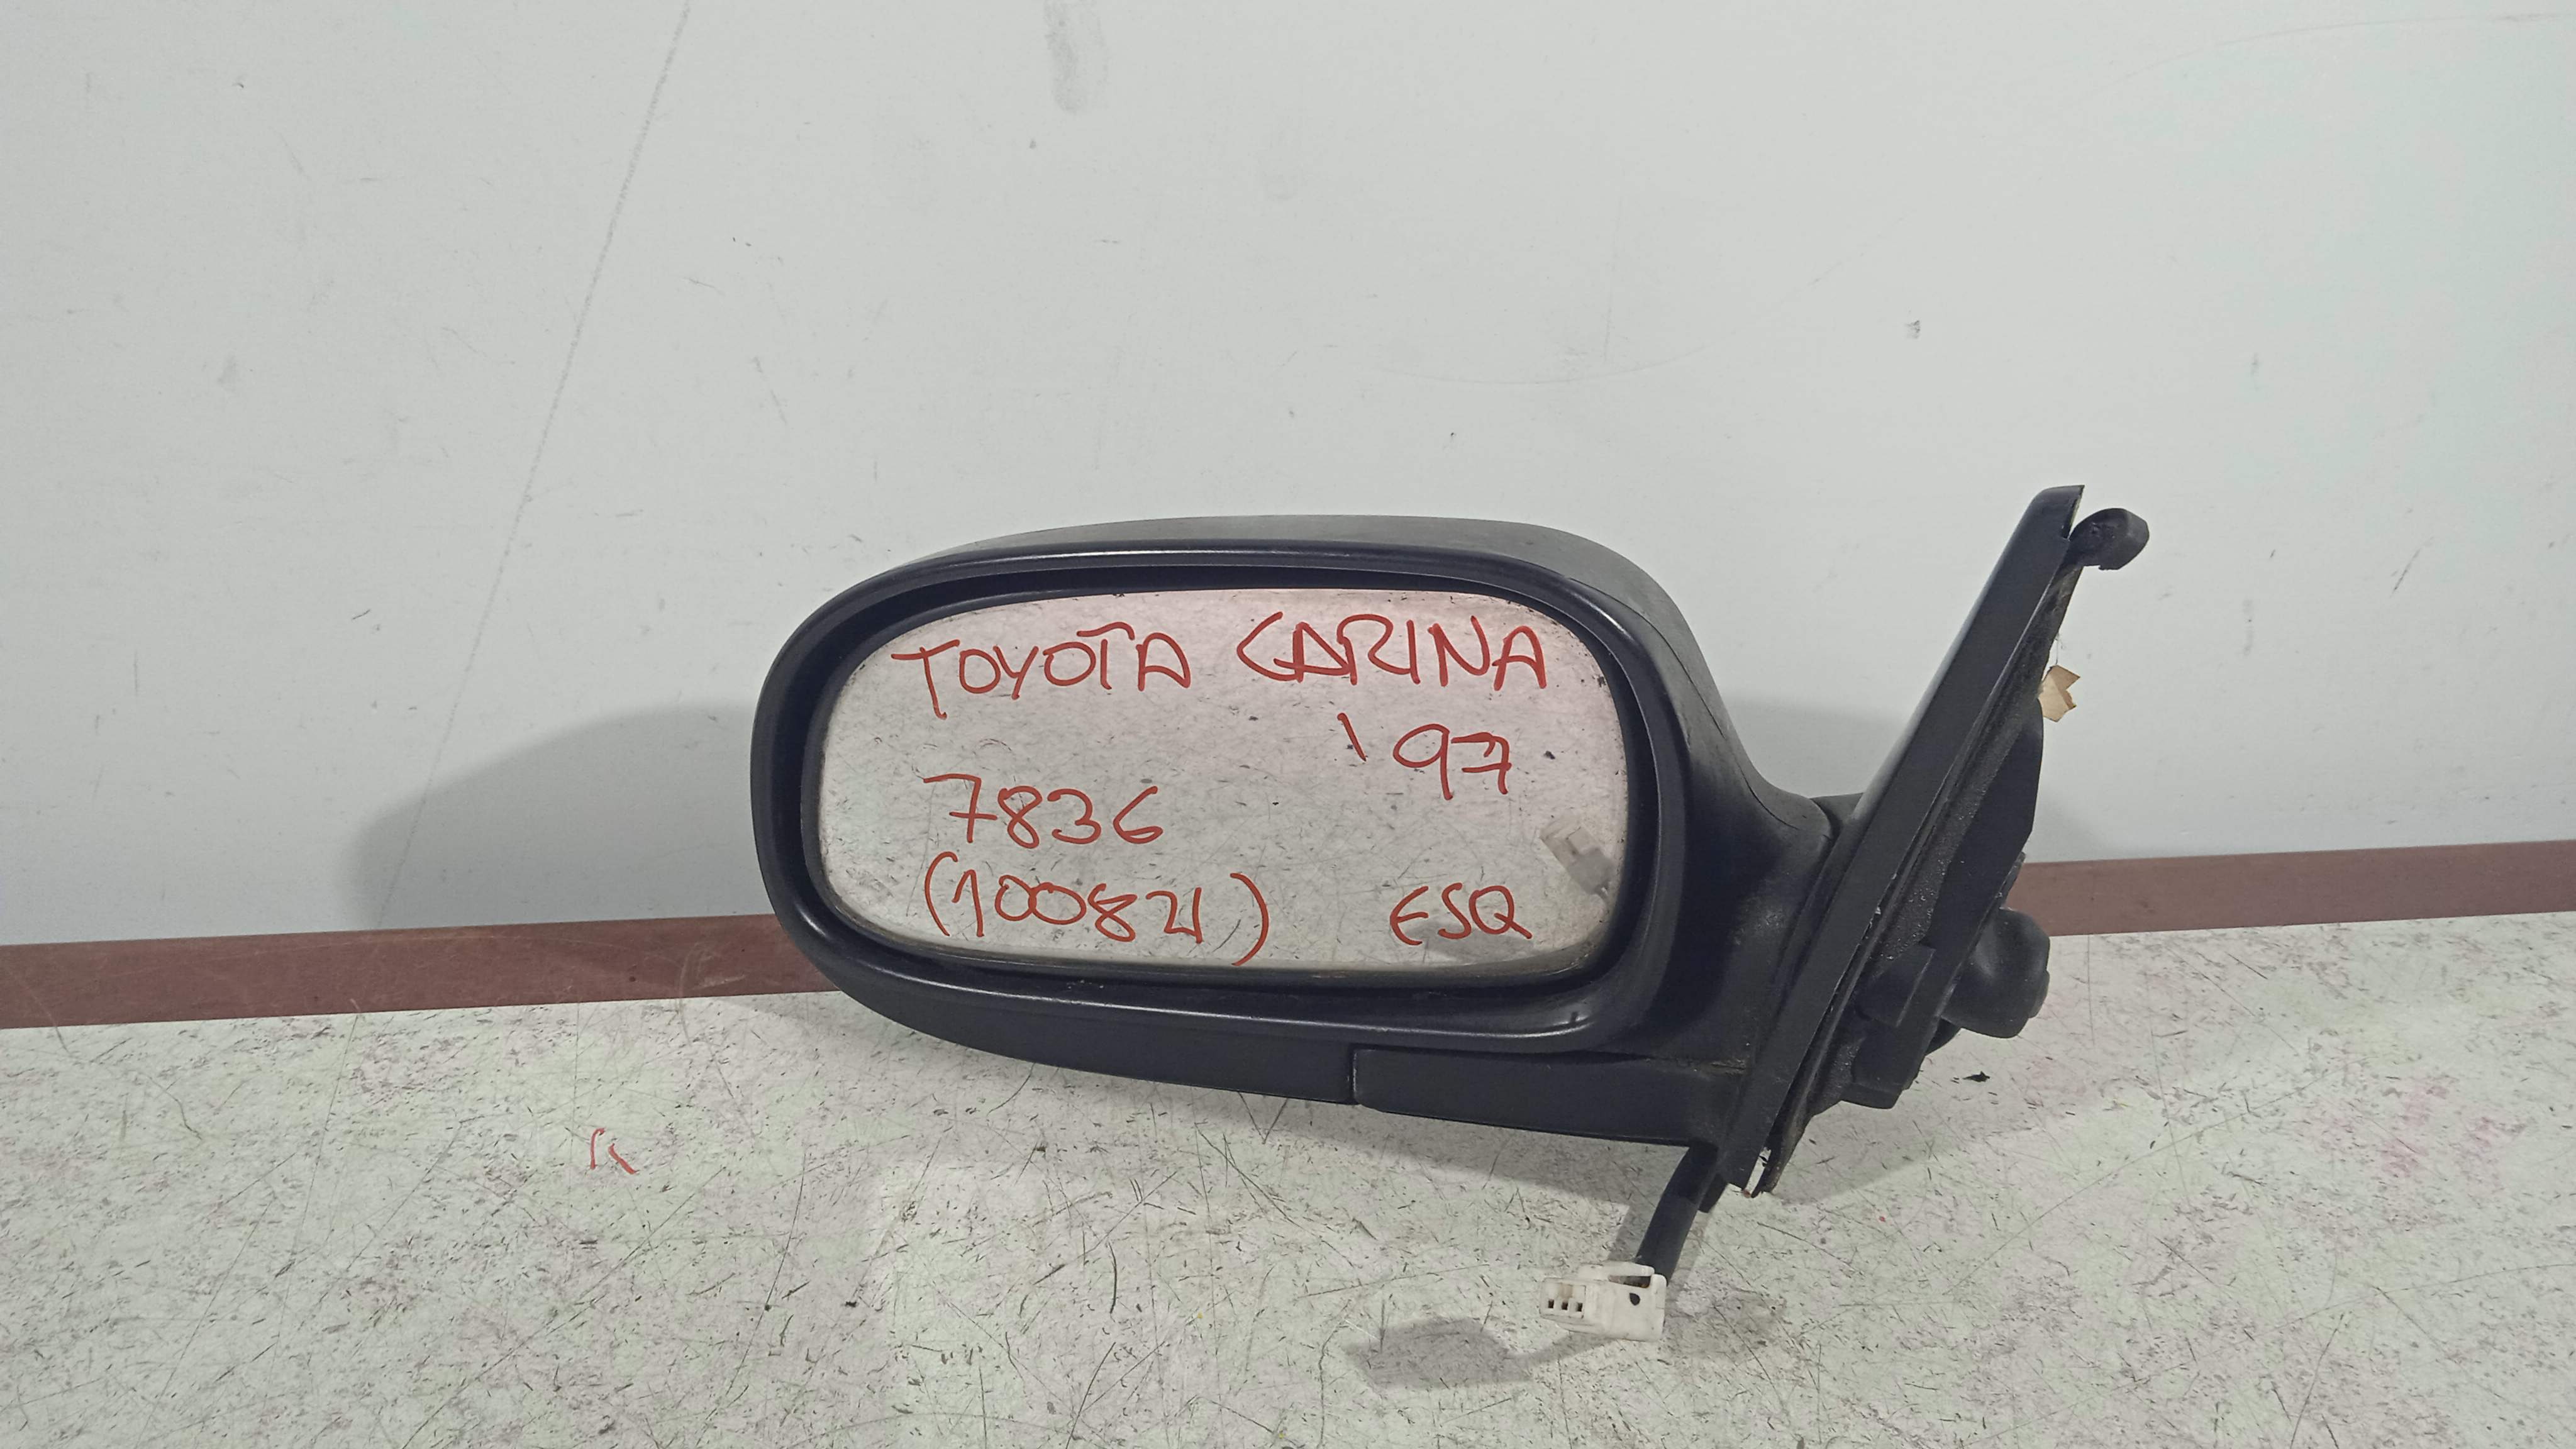 TOYOTA CARINA
'97
7836
(100821) ESQ